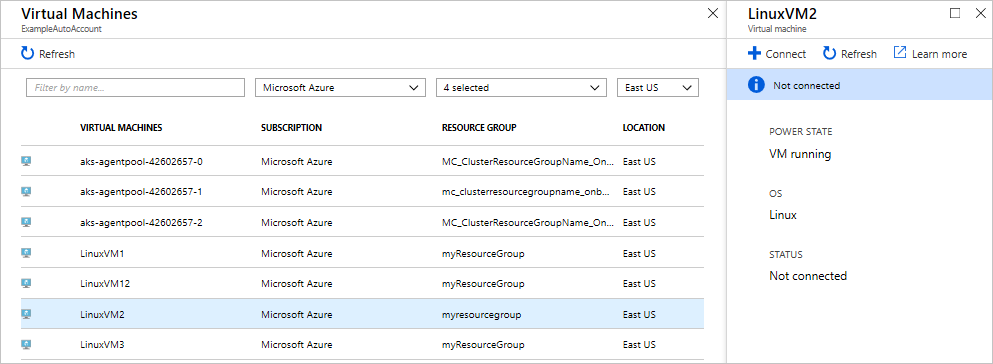 Virtual Machines
ExampleAutoAccount
Refresh
Filter by name...
Microsoft Azure
4 selected
East US
VIRTUAL MACHINES SUBSCRIPTION RESOURCE GROUP LOCATION
aks-agentpool-42602657-0 Microsoft Azure MC_ClusterResourceGroupName_On... East US
aks-agentpool-42602657-1 Microsoft Azure mc_clusterresourcegroupname_onb... East US
aks-agentpool-42602657-2 Microsoft Azure MC_ClusterResourceGroupName_On... East US
LinuxVM1 Microsoft Azure myResourceGroup East US
LinuxVM12 Microsoft Azure myResourceGroup East US
LinuxVM2 Microsoft Azure myresourcegroup East US
LinuxVM3 Microsoft Azure myResourceGroup East US
LinuxVM2
Virtual machine
Connect Refresh Learn more
Not connected
POWER STATE
VM running
OS
Linux
STATUS
Not connected